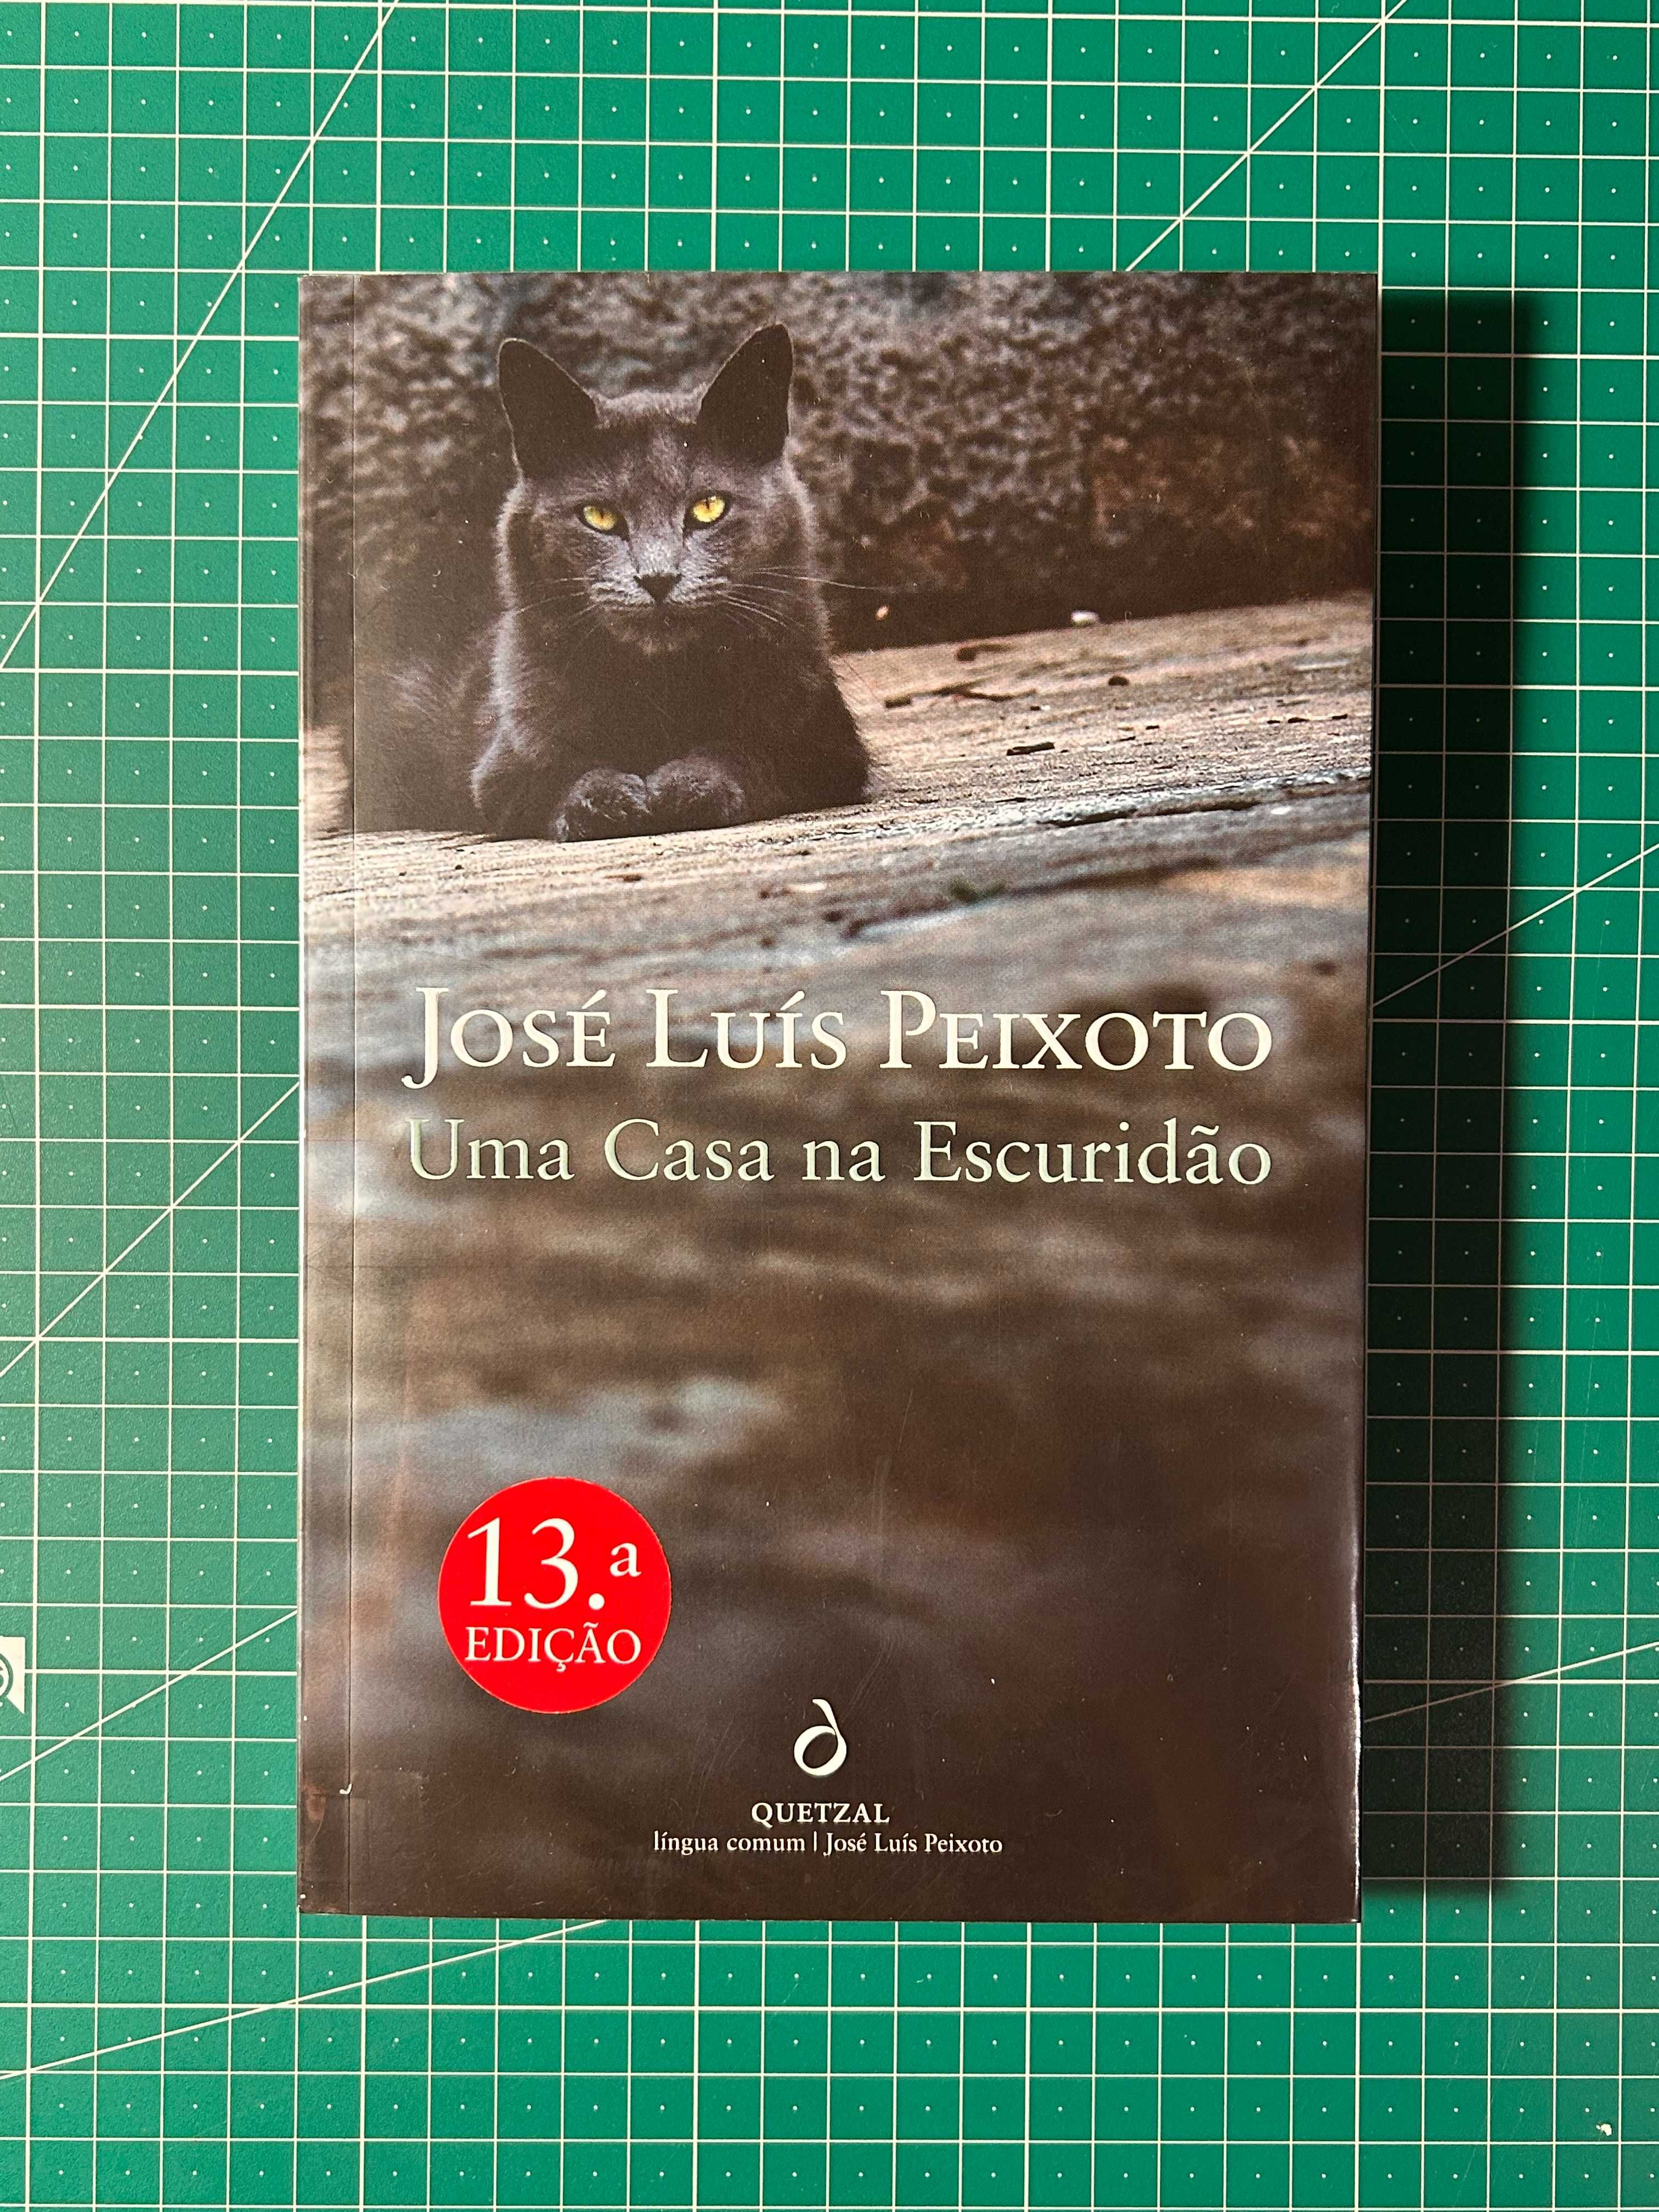 José Luís Peixoto
Uma Casa na Escuridão
13.ª
EDIÇÃO
QUETZAL
língua comum | José Luís Peixoto